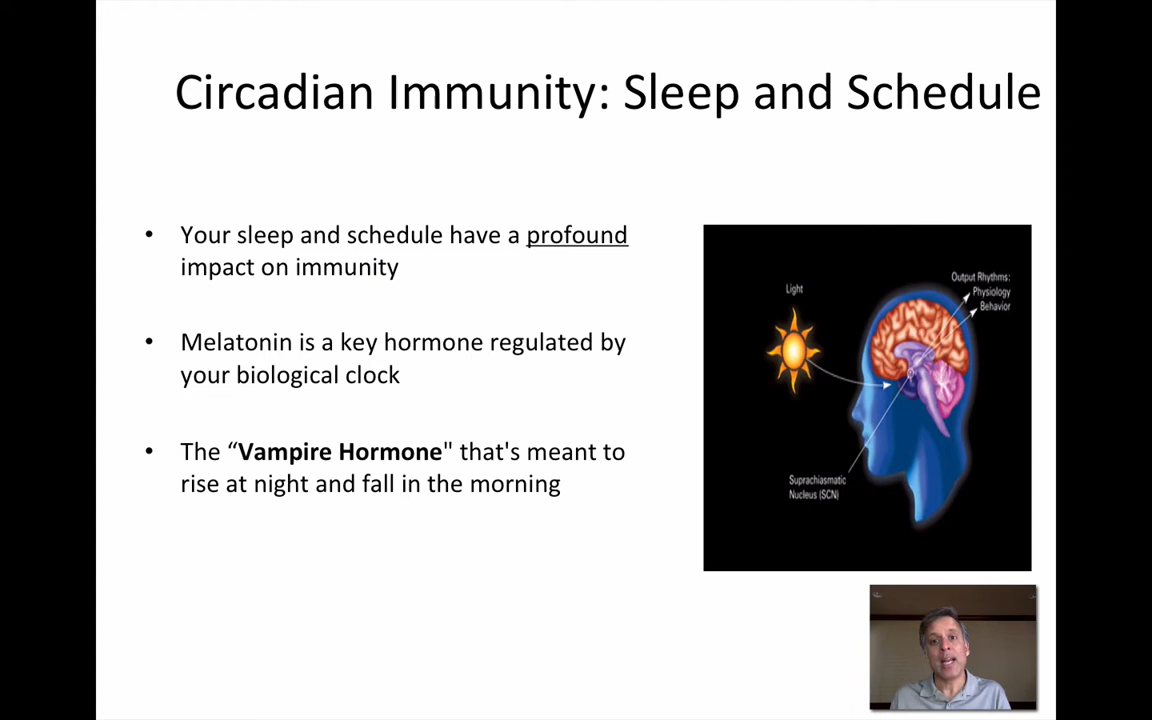 Circadian Immunity: Sleep and Schedule
• Your sleep and schedule have a profound
impact on immunity
• Melatonin is a key hormone regulated by
your biological clock
• The “Vampire Hormone" that's meant to
rise at night and fall in the morning
Light
Output Rhythms:
Physiology
Behavior
Suprachiasmatic
Nucleus (SCN)